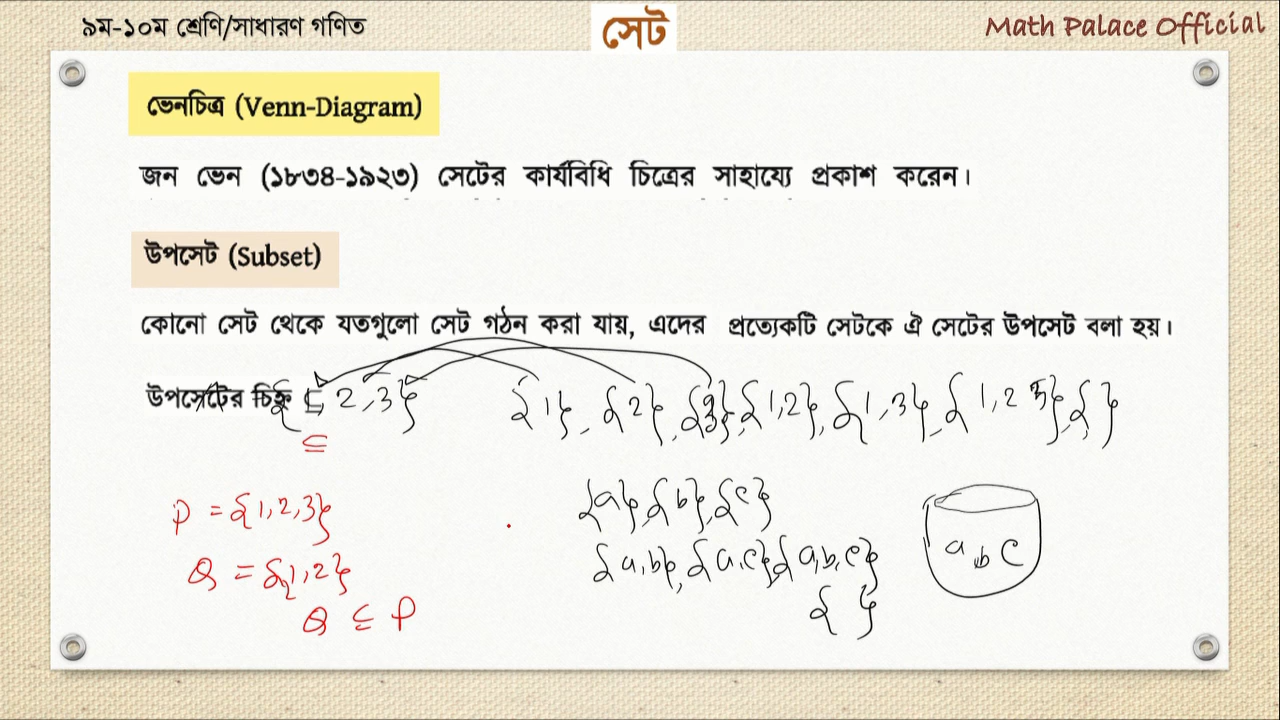 ৯ম-১০ম শ্রেণি/সাধারণ গণিত
সেট
Math Palace Official
ভেনচিত্র (Venn-Diagram)
জন ভেন (১৮৩৪-১৯২৩) সেটের কার্যবিধি চিত্রের সাহায্যে প্রকাশ করেন।
উপসেট (Subset)
কোনো সেট থেকে যতগুলো সেট গঠন করা যায়, এদের প্রত্যেকটি সেটকে ঐ সেটের উপসেট বলা হয়।
উপসেটের চিহ্ন ⊆ 2,3} {1}, {2}, {3}, {1,2}, {1,3}, {1,2 3}, { }
⊆
P = {1,2,3} {a}, {b}, {c}
Q = {1,2} {a,b}, {a,c}, {a,b,c} a, b c
Q ⊆ P { }